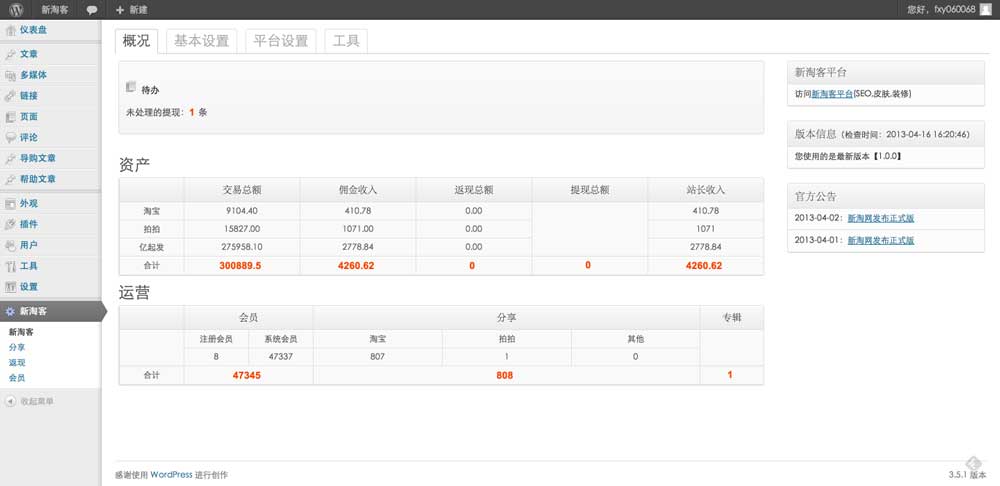 新淘客 新建 您好，fxy060068
仪表盘
文章
多媒体
链接
页面
评论
导购文章
帮助文章
外观
插件
用户
工具
设置
新淘客
新淘客
分享
返现
会员
收起菜单
概况 基本设置 平台设置 工具
待办
未处理的提现：1 条
资产
交易总额 佣金收入 返现总额 提现总额 站长收入
淘宝 9104.40 410.78 0.00 410.78
拍拍 15827.00 1071.00 0.00 1071
亿起发 275958.10 2778.84 0.00 2778.84
合计 300889.5 4260.62 0 0 4260.62
运营
会员 分享 专辑
注册会员 系统会员 淘宝 拍拍 其他
8 47337 807 1 0
合计 47345 808 1
新淘客平台
访问新淘客平台(SEO,皮肤,装修)
版本信息（检查时间：2013-04-16 16:20:46）
您使用的是最新版本【1.0.0】
官方公告
2013-04-02：新淘网发布正式版
2013-04-01：新淘网发布正式版
感谢使用 WordPress 进行创作
3.5.1 版本